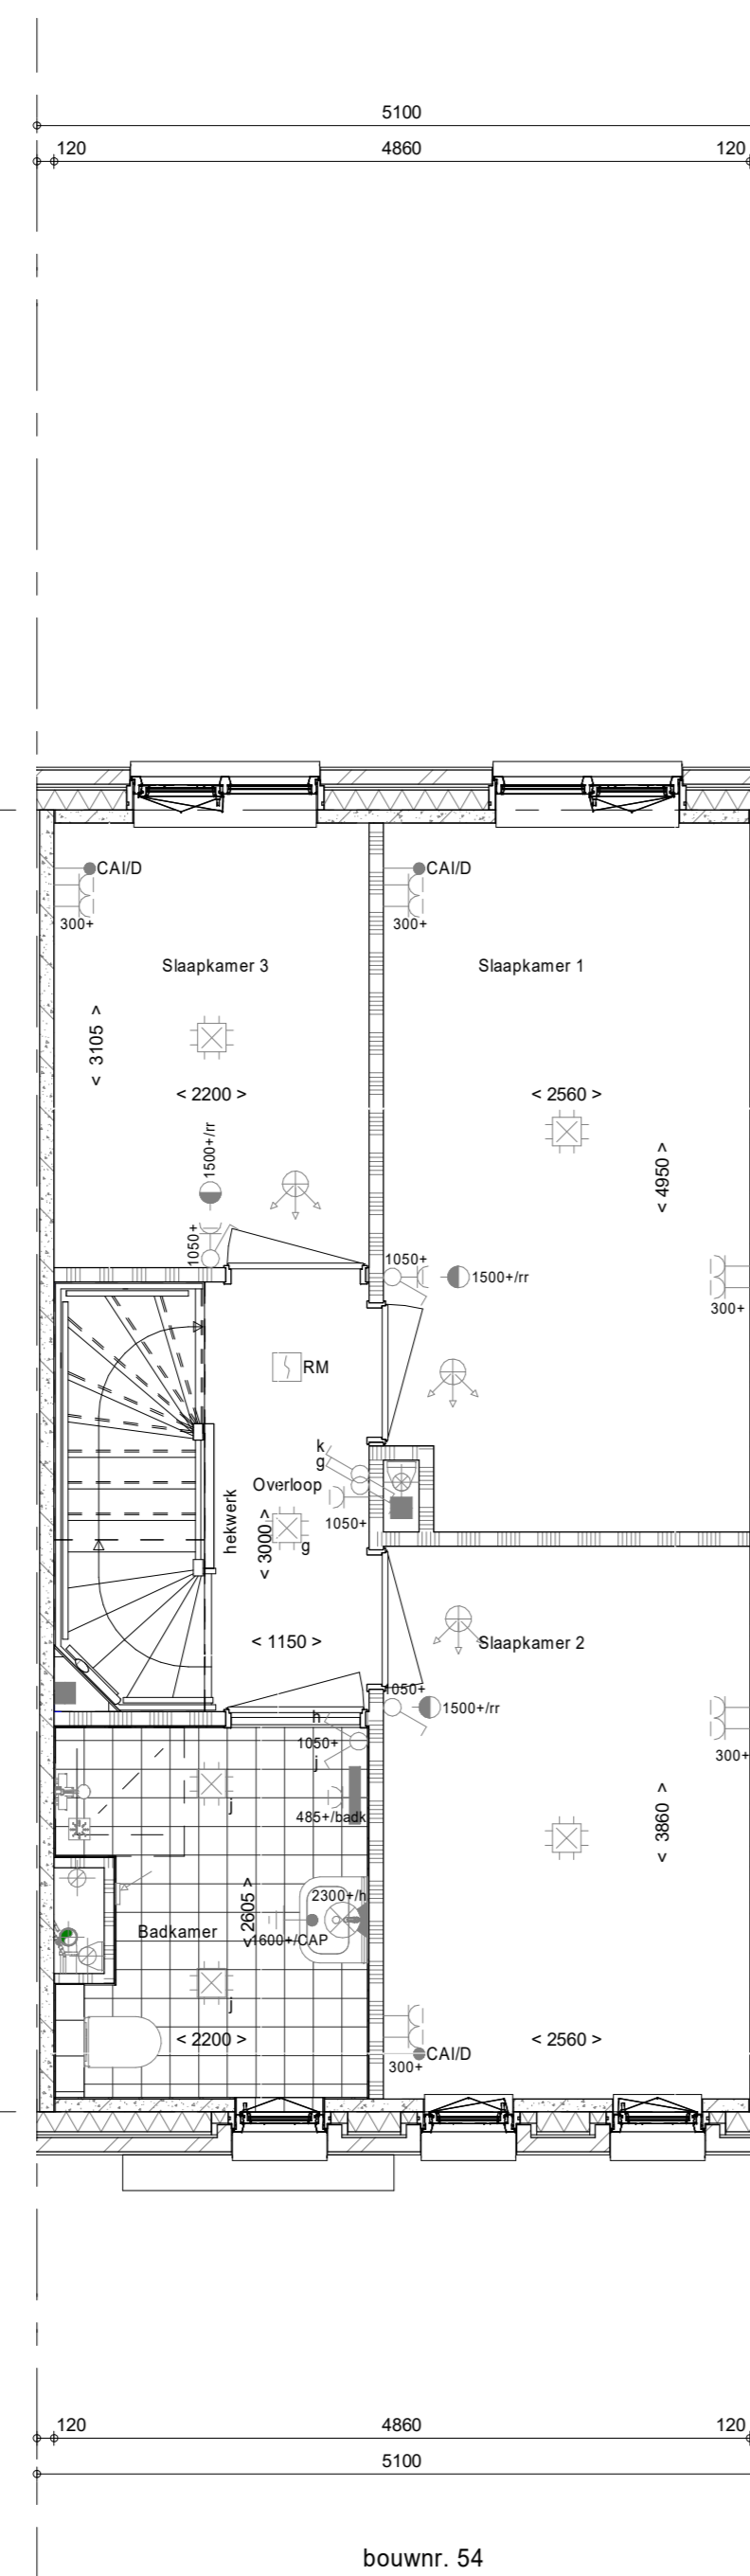 5100
120 4860 120
CAI/D CAI/D
300+ 300+
Slaapkamer 3 Slaapkamer 1
< 3105 >
< 2200 > < 2560 >
1500+/rr
< 4950 >
1050+
1050+
1500+/rr
300+
RM
k
g
Overloop
1050+
hekwerk
< 3000 >
g
< 1150 >
Slaapkamer 2
1050+
1500+/rr
h
1050+
j
300+
j
485+/badk
< 3860 >
2300+/h
< 2605 >
Badkamer
1600+/CAP
j
< 2200 > < 2560 >
CAI/D
300+
120 4860 120
5100
bouwnr. 54